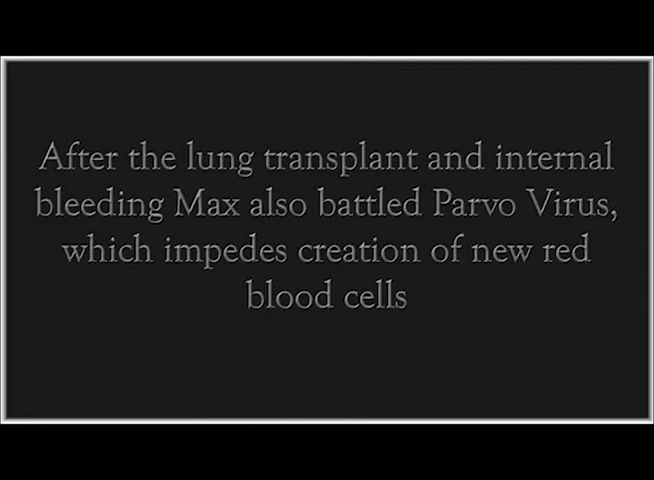 After the lung transplant and internal
bleeding Max also battled Parvo Virus,
which impedes creation of new red
blood cells